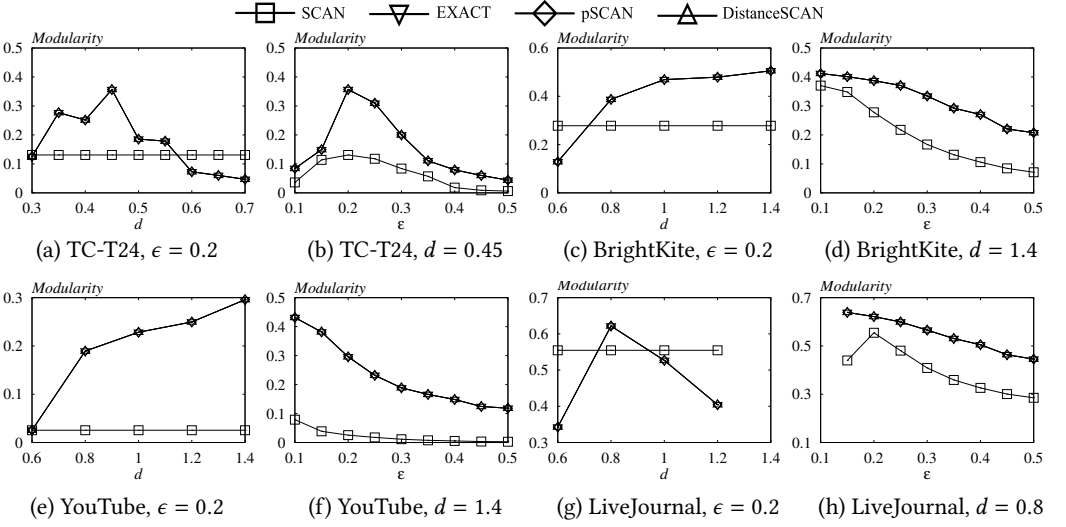 SCAN EXACT pSCAN DistanceSCAN
Modularity
0.5
0.4
0.3
0.2
0.1
0
0.3 0.4 0.5 0.6 0.7
d
(a) TC-T24, ϵ = 0.2
Modularity
0.5
0.4
0.3
0.2
0.1
0
0.1 0.2 0.3 0.4 0.5
ε
(b) TC-T24, d = 0.45
Modularity
0.6
0.4
0.2
0
0.6 0.8 1 1.2 1.4
d
(c) BrightKite, ϵ = 0.2
Modularity
0.5
0.4
0.3
0.2
0.1
0
0.1 0.2 0.3 0.4 0.5
ε
(d) BrightKite, d = 1.4
Modularity
0.3
0.2
0.1
0
0.6 0.8 1 1.2 1.4
d
(e) YouTube, ϵ = 0.2
Modularity
0.5
0.4
0.3
0.2
0.1
0
0.1 0.2 0.3 0.4 0.5
ε
(f) YouTube, d = 1.4
Modularity
0.7
0.6
0.5
0.4
0.3
0.6 0.8 1 1.2 1.4
d
(g) LiveJournal, ϵ = 0.2
Modularity
0.7
0.5
0.3
0.1
0.1 0.2 0.3 0.4 0.5
ε
(h) LiveJournal, d = 0.8